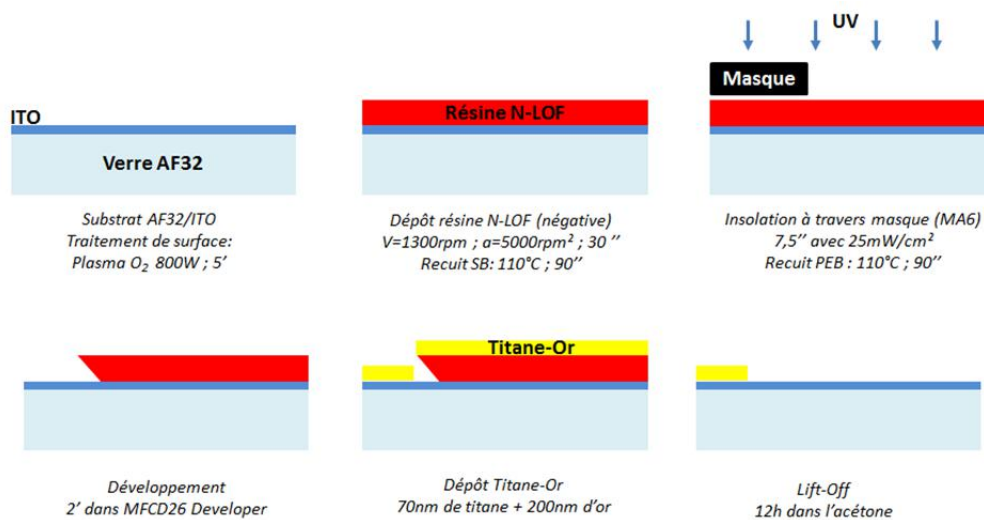 UV
Masque
ITO
Résine N-LOF
Verre AF32
Substrat AF32/ITO
Traitement de surface:
Plasma O₂ 800W ; 5’
Dépôt résine N-LOF (négative)
V=1300rpm ; a=5000rpm² ; 30 ’’
Recuit SB: 110°C ; 90’’
Insolation à travers masque (MA6)
7,5’’ avec 25mW/cm²
Recuit PEB : 110°C ; 90’’
Titane-Or
Développement
2’ dans MFCD26 Developer
Dépôt Titane-Or
70nm de titane + 200nm d’or
Lift-Off
12h dans l’acétone